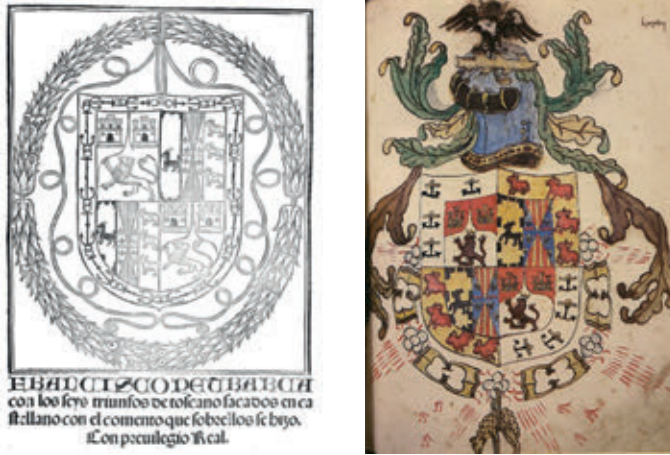 FRANCISCO PETRARCA
con los seys triunfos de toscano sacados en ca
stellano con el comento que sobrellos se hizo.
Con preuilegio Real.